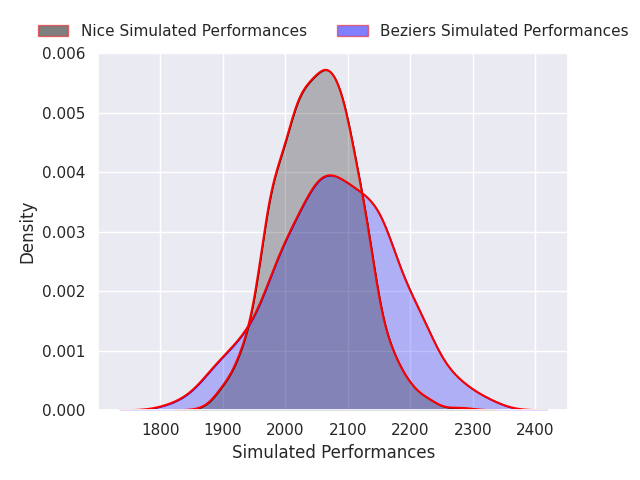 Nice Simulated Performances Beziers Simulated Performances
0.006
0.005
0.004
0.003
0.002
0.001
0.000
Density
1800 1900 2000 2100 2200 2300 2400
Simulated Performances